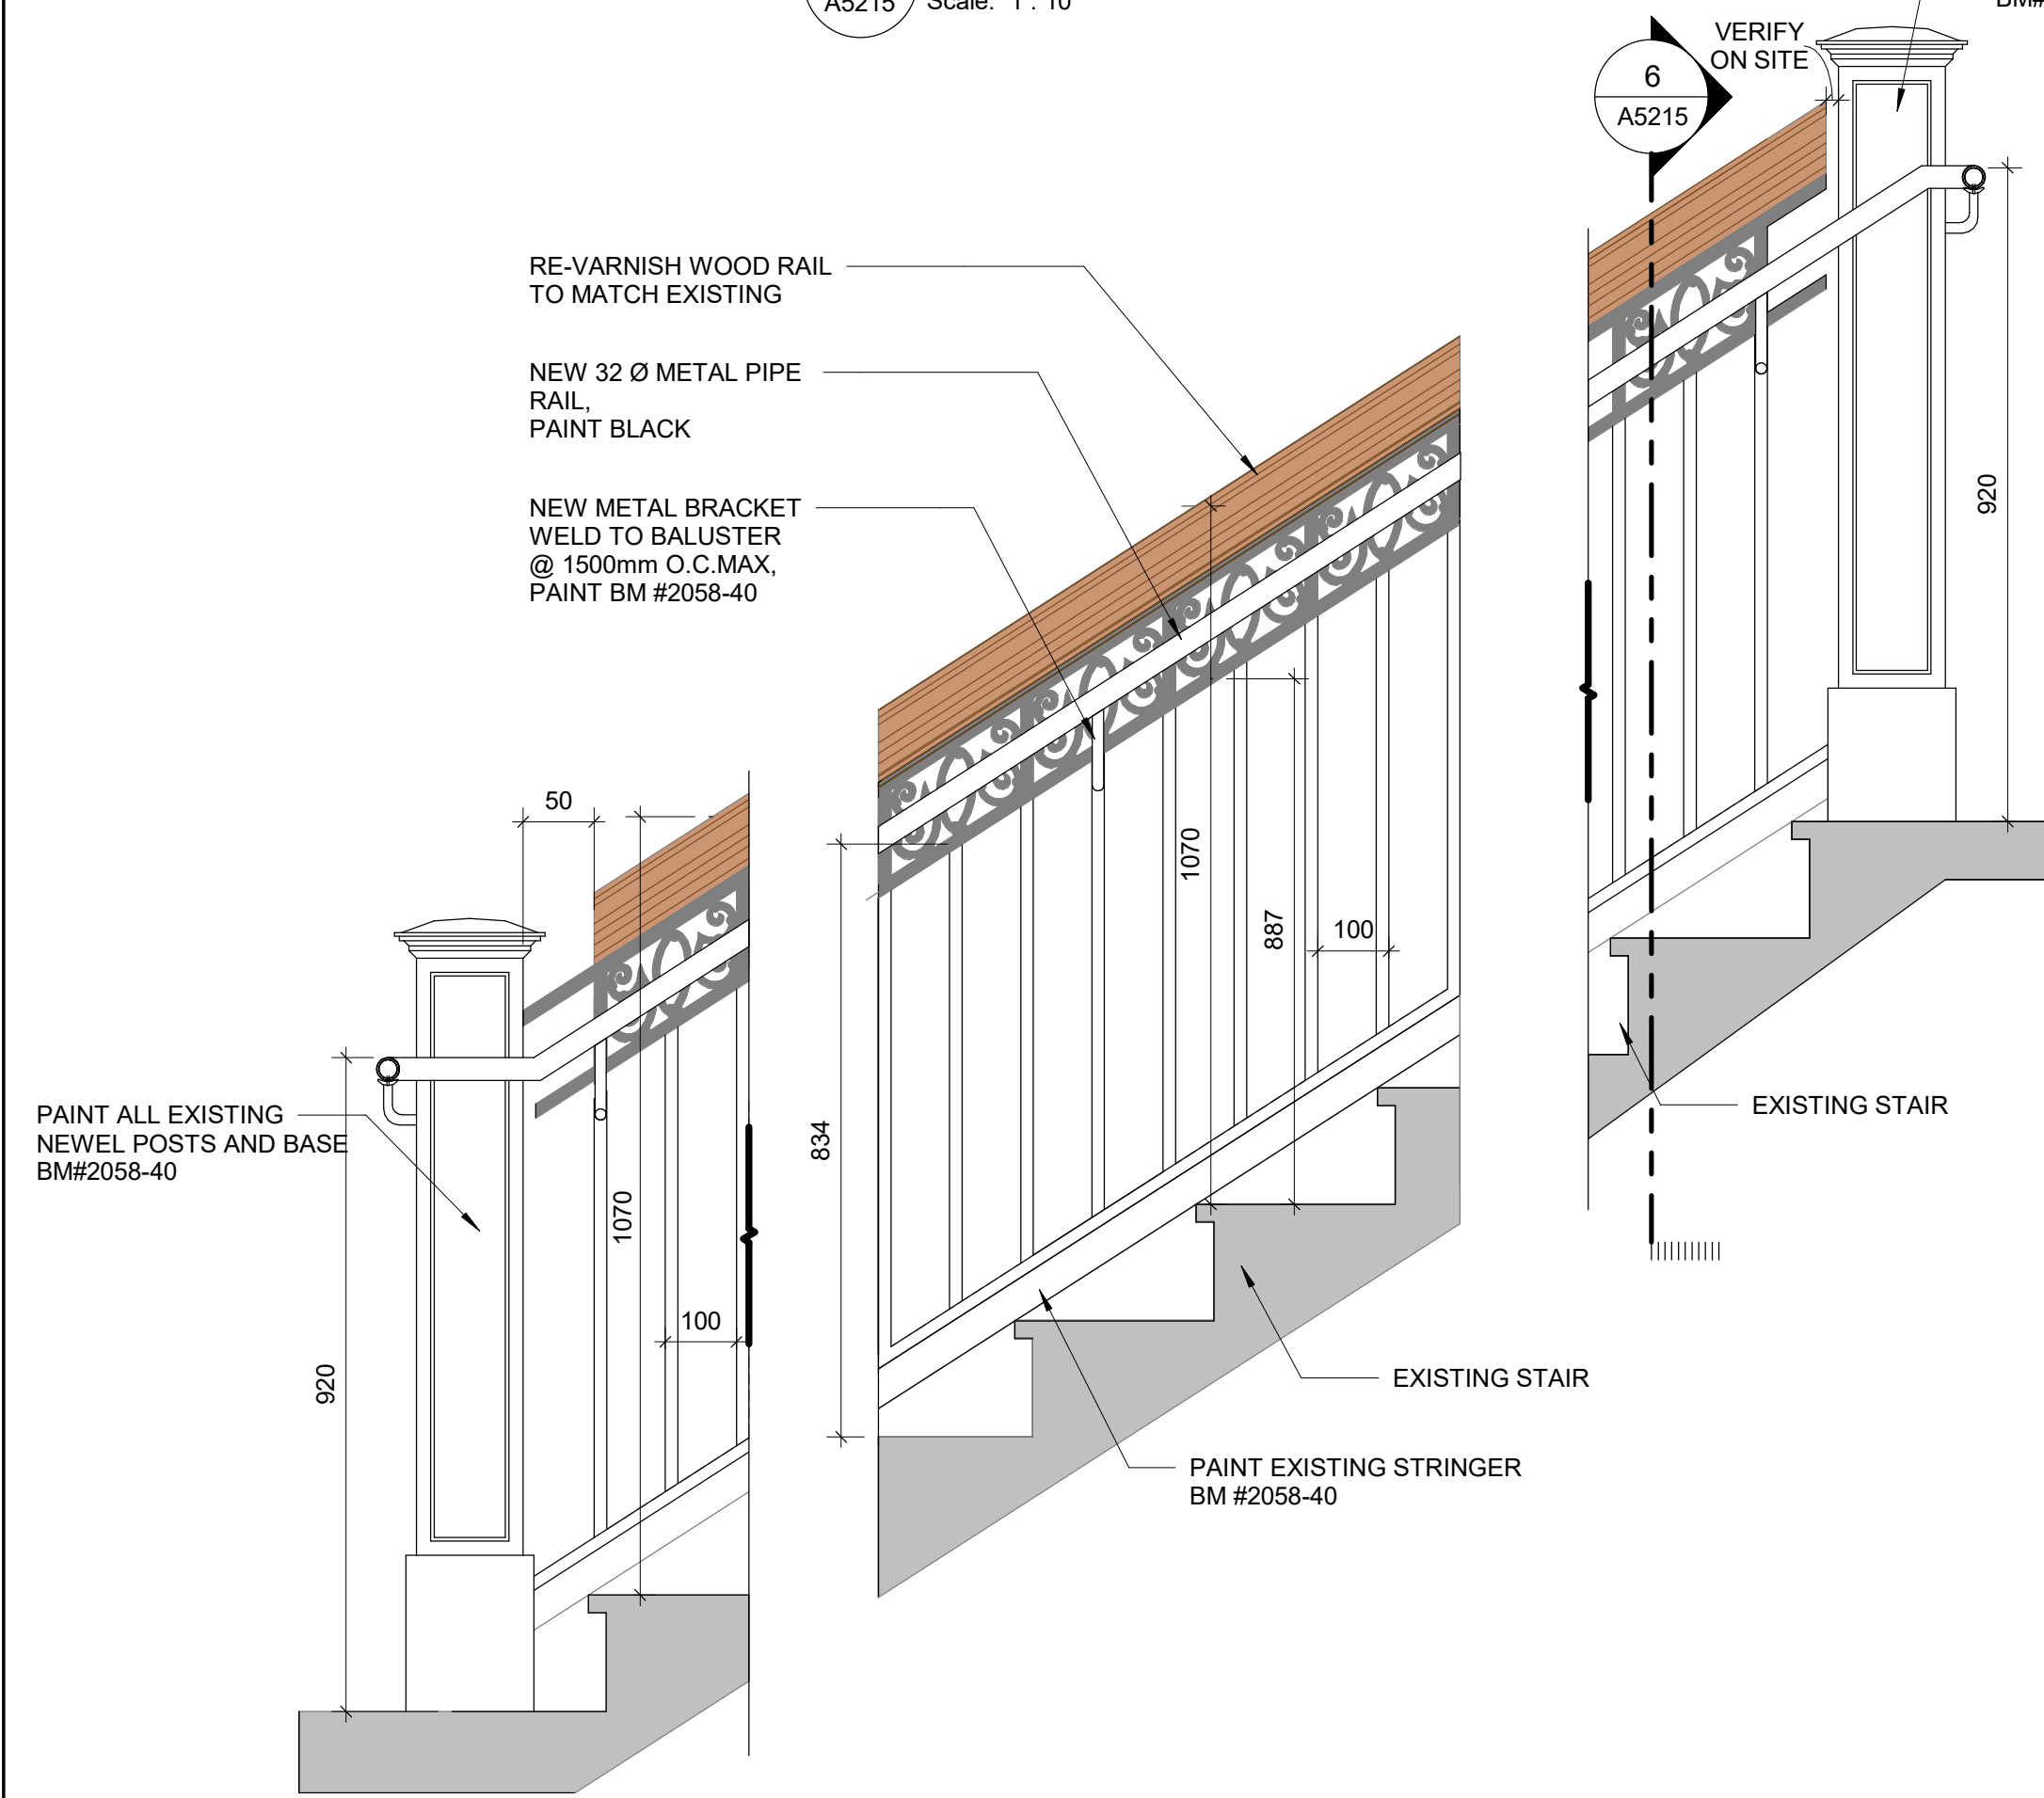 A5215
Scale: 1 : 10
BM#
VERIFY
ON SITE
6
A5215
RE-VARNISH WOOD RAIL
TO MATCH EXISTING
NEW 32 Ø METAL PIPE
RAIL,
PAINT BLACK
NEW METAL BRACKET
WELD TO BALUSTER
@ 1500mm O.C.MAX,
PAINT BM #2058-40
920
50
1070
887
100
834
PAINT ALL EXISTING
NEWEL POSTS AND BASE
BM#2058-40
EXISTING STAIR
1070
100
920
EXISTING STAIR
PAINT EXISTING STRINGER
BM #2058-40